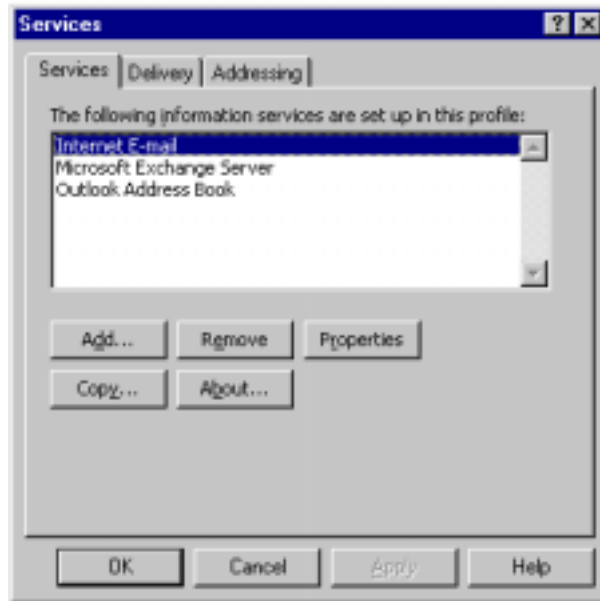 Services
Services Delivery Addressing
The following information services are set up in this profile:
Internet E-mail
Microsoft Exchange Server
Outlook Address Book
Add... Remove Properties
Copy... About...
OK Cancel Apply Help